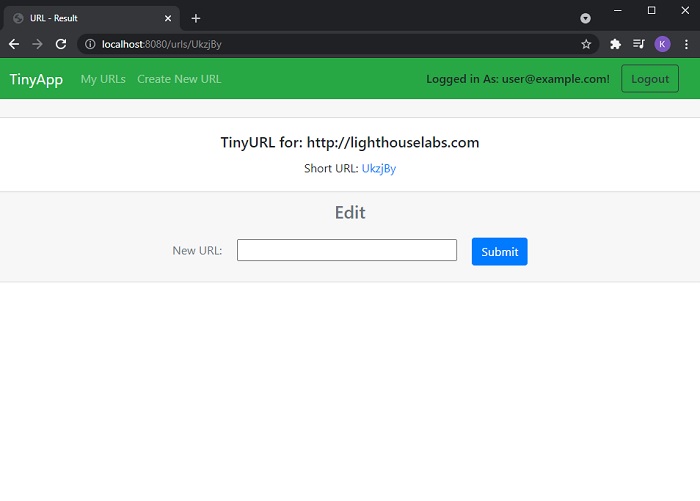 URL - Result
localhost:8080/urls/UkzjBy
K
TinyApp My URLs Create New URL Logged in As: user@example.com! Logout
TinyURL for: http://lighthouselabs.com
Short URL: UkzjBy
Edit
New URL: Submit